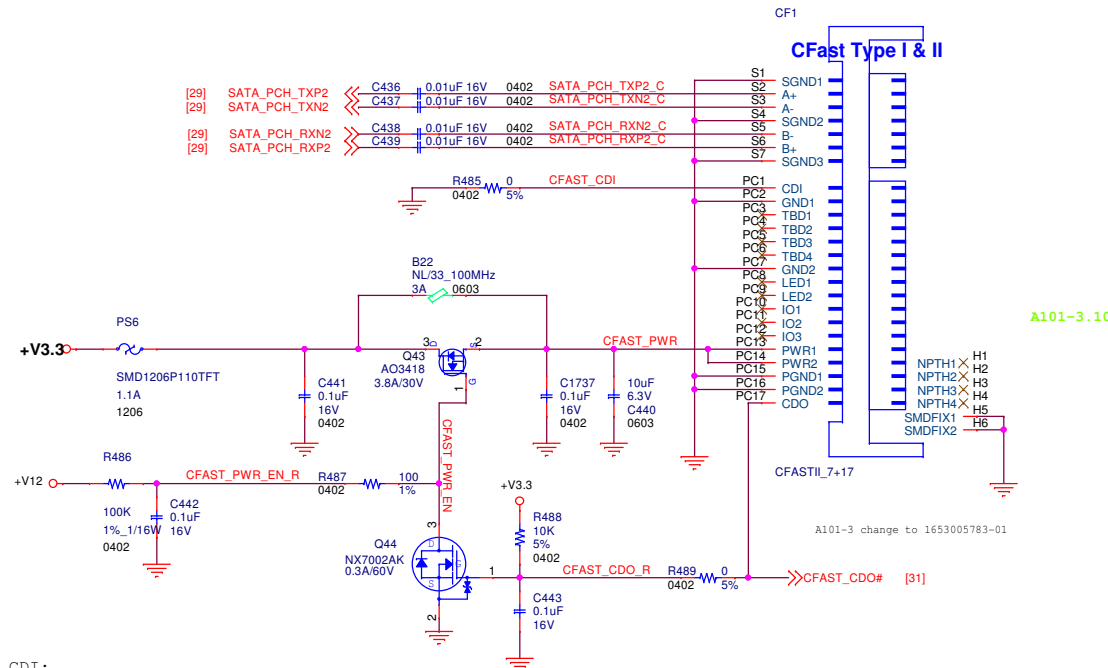 CF1
CFast Type I & II
S1 SGND1
[29] SATA_PCH_TXP2 C436 0.01uF 16V 0402 SATA_PCH_TXP2_C S2 A+
[29] SATA_PCH_TXN2 C437 0.01uF 16V 0402 SATA_PCH_TXN2_C S3 A-
S4 SGND2
[29] SATA_PCH_RXN2 C438 0.01uF 16V 0402 SATA_PCH_RXN2_C S5 B-
[29] SATA_PCH_RXP2 C439 0.01uF 16V 0402 SATA_PCH_RXP2_C S6 B+
S7 SGND3
R485 0 CFAST_CDI PC1 CDI
0402 5%
PC2 GND1
PC3 TBD1
PC4 TBD2
PC5 TBD3
PC6 TBD4
PC7 GND2
PC8 LED1
PC9 LED2
PC10 IO1
PC11 IO2
PC12 IO3
PC13 PWR1
PC14 PWR2
PC15 PGND1
PC16 PGND2
PC17 CDO
B22
NL/33_100MHz
3A 0603
A101-3.10
PS6
+V3.3
SMD1206P110TFT
1.1A
1206
3 D S 2
CFAST_PWR
Q43
AO3418
3.8A/30V
1 G
C441
0.1uF
16V
0402
C1737
0.1uF
16V
0402
10uF
6.3V
C440
0603
NPTH1 H1
NPTH2 H2
NPTH3 H3
NPTH4 H4
SMDFIX1 H5
SMDFIX2 H6
CFASTII_7+17
R486
+V12
100K
1%_1/16W
0402
CFAST_PWR_EN_R
C442
0.1uF
16V
R487 100
0402 1%
CFAST_PWR_EN
+V3.3
R488
10K
5%
0402
A101-3 change to 1653005783-01
Q44
NX7002AK
0.3A/60V
3
D
G
S
1
2
CFAST_CDO_R
R489 0
0402 5%
CFAST_CDO# [31]
C443
0.1uF
16V
CDI: